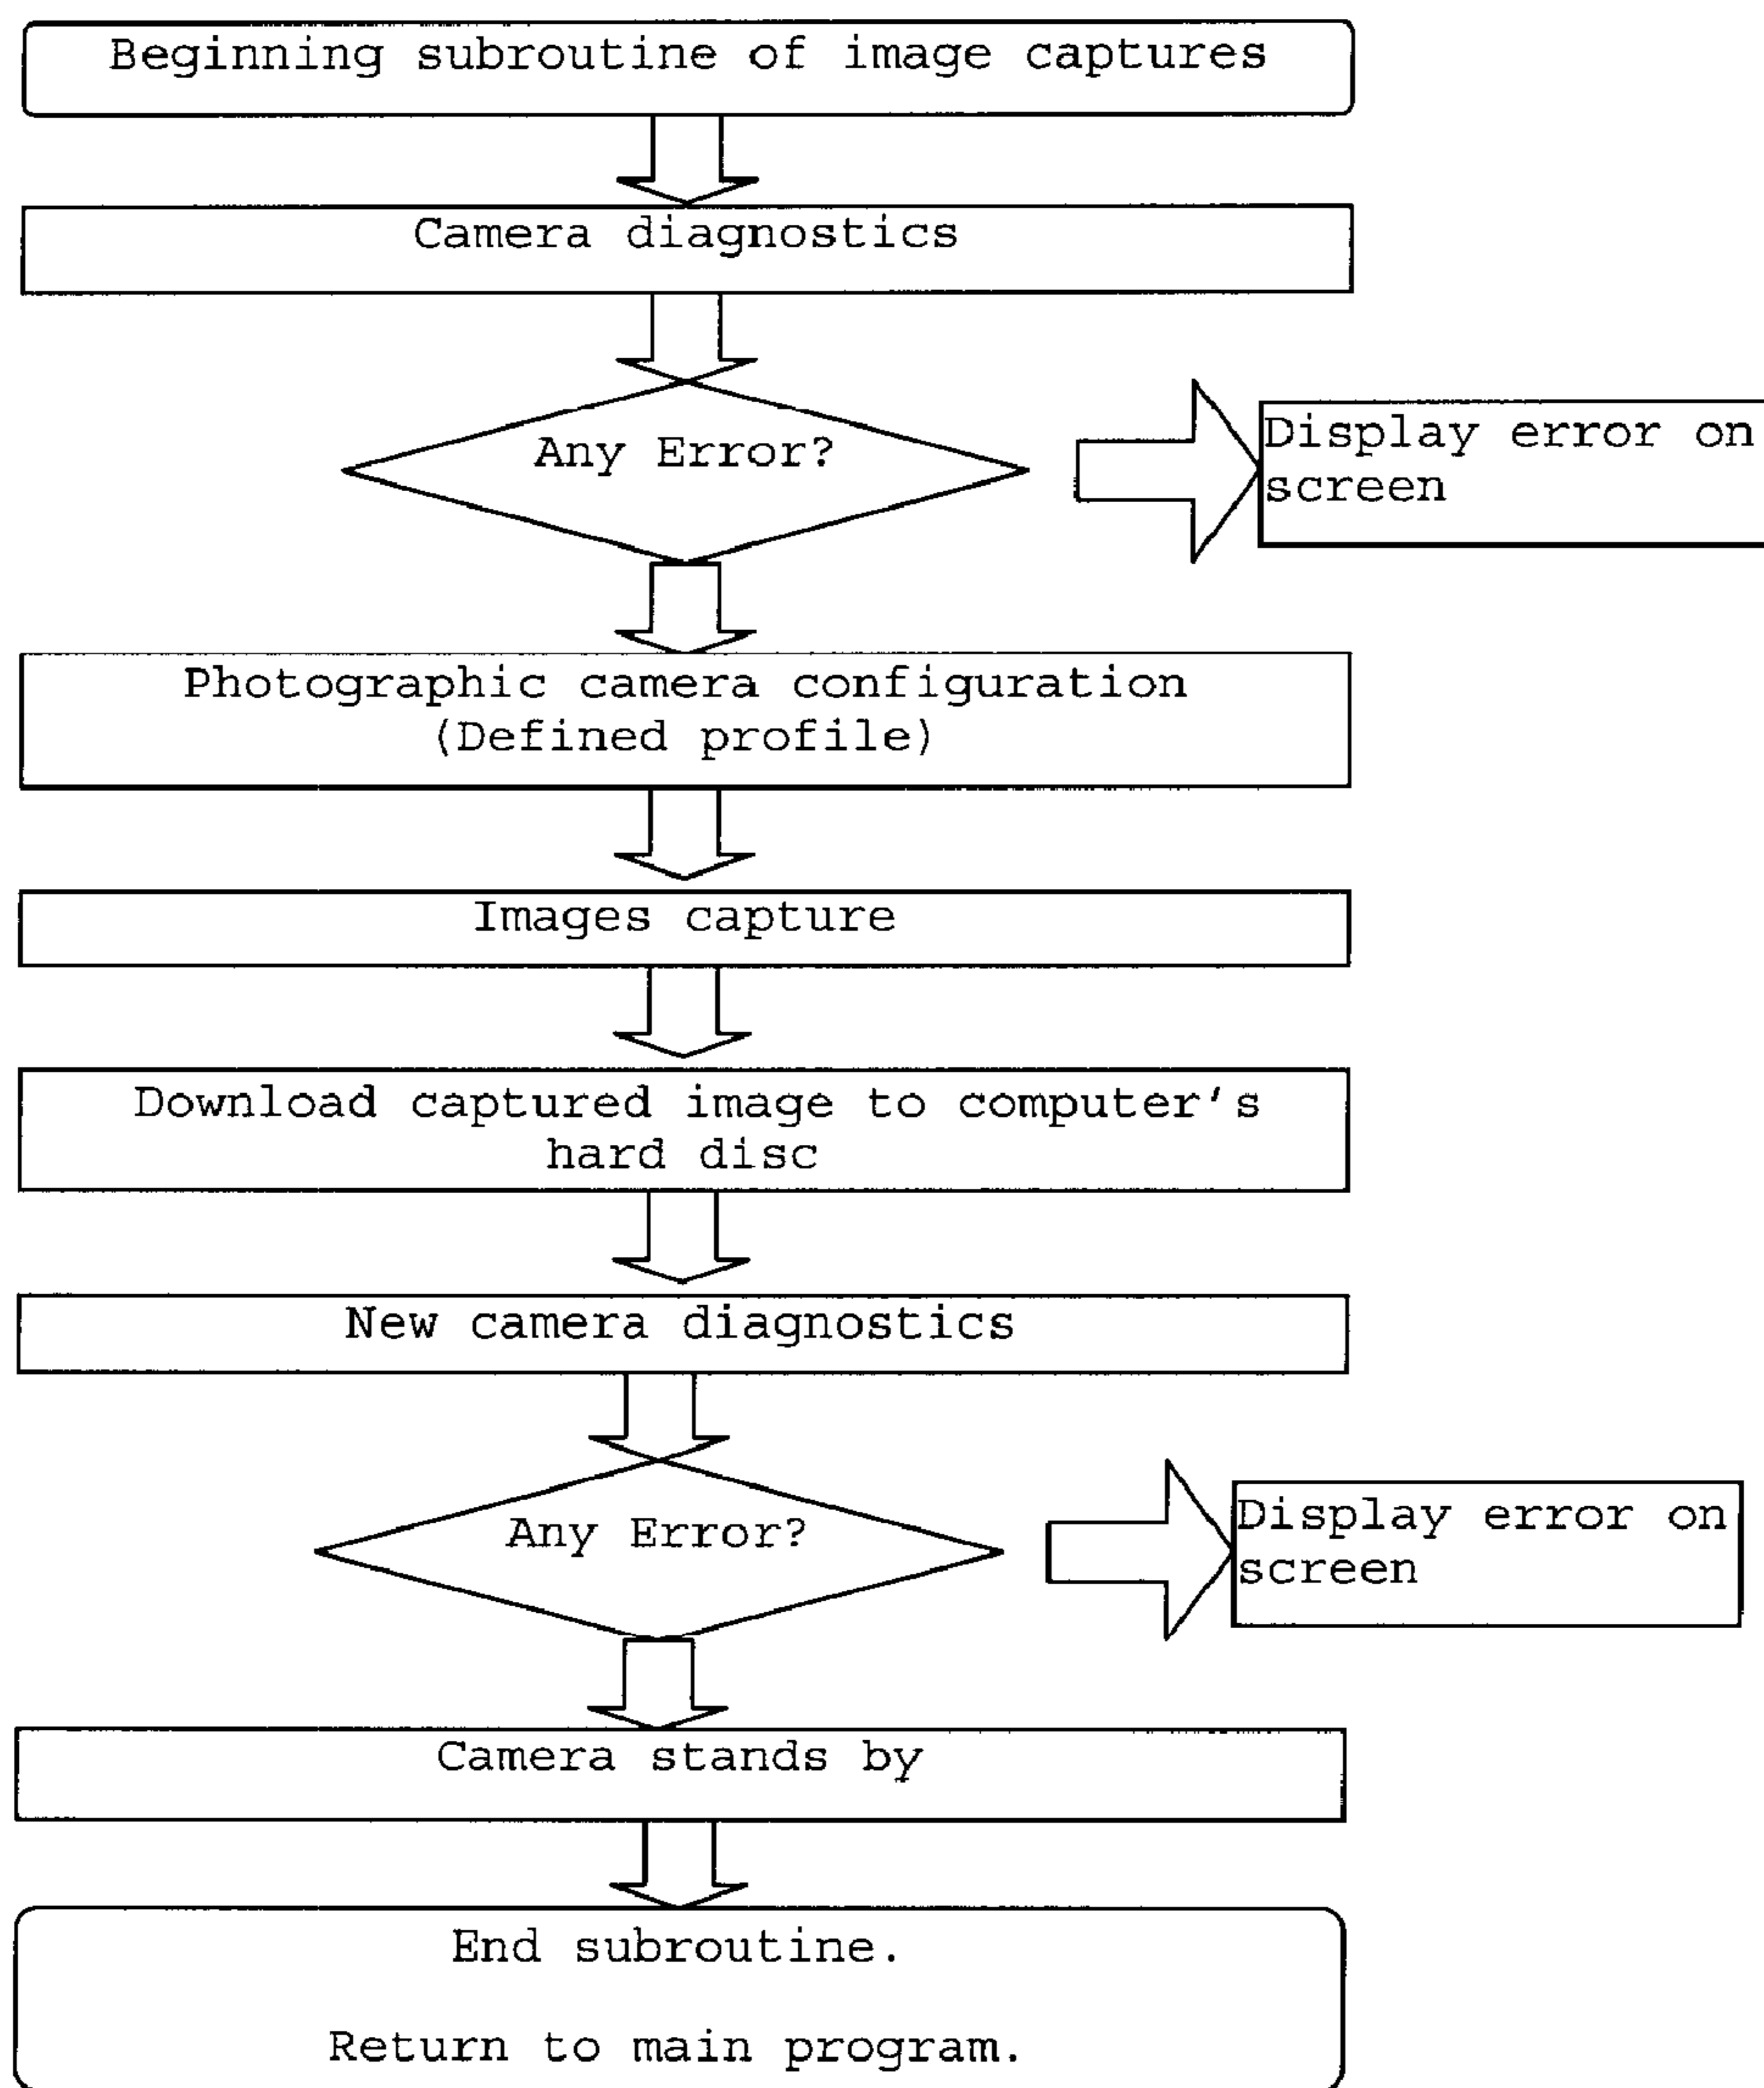 Beginning subroutine of image captures
Camera diagnostics
Any Error?
Display error on
screen
Photographic camera configuration
(Defined profile)
Images capture
Download captured image to computer's
hard disc
New camera diagnostics
Any Error?
Display error on
screen
Camera stands by
End subroutine.
Return to main program.